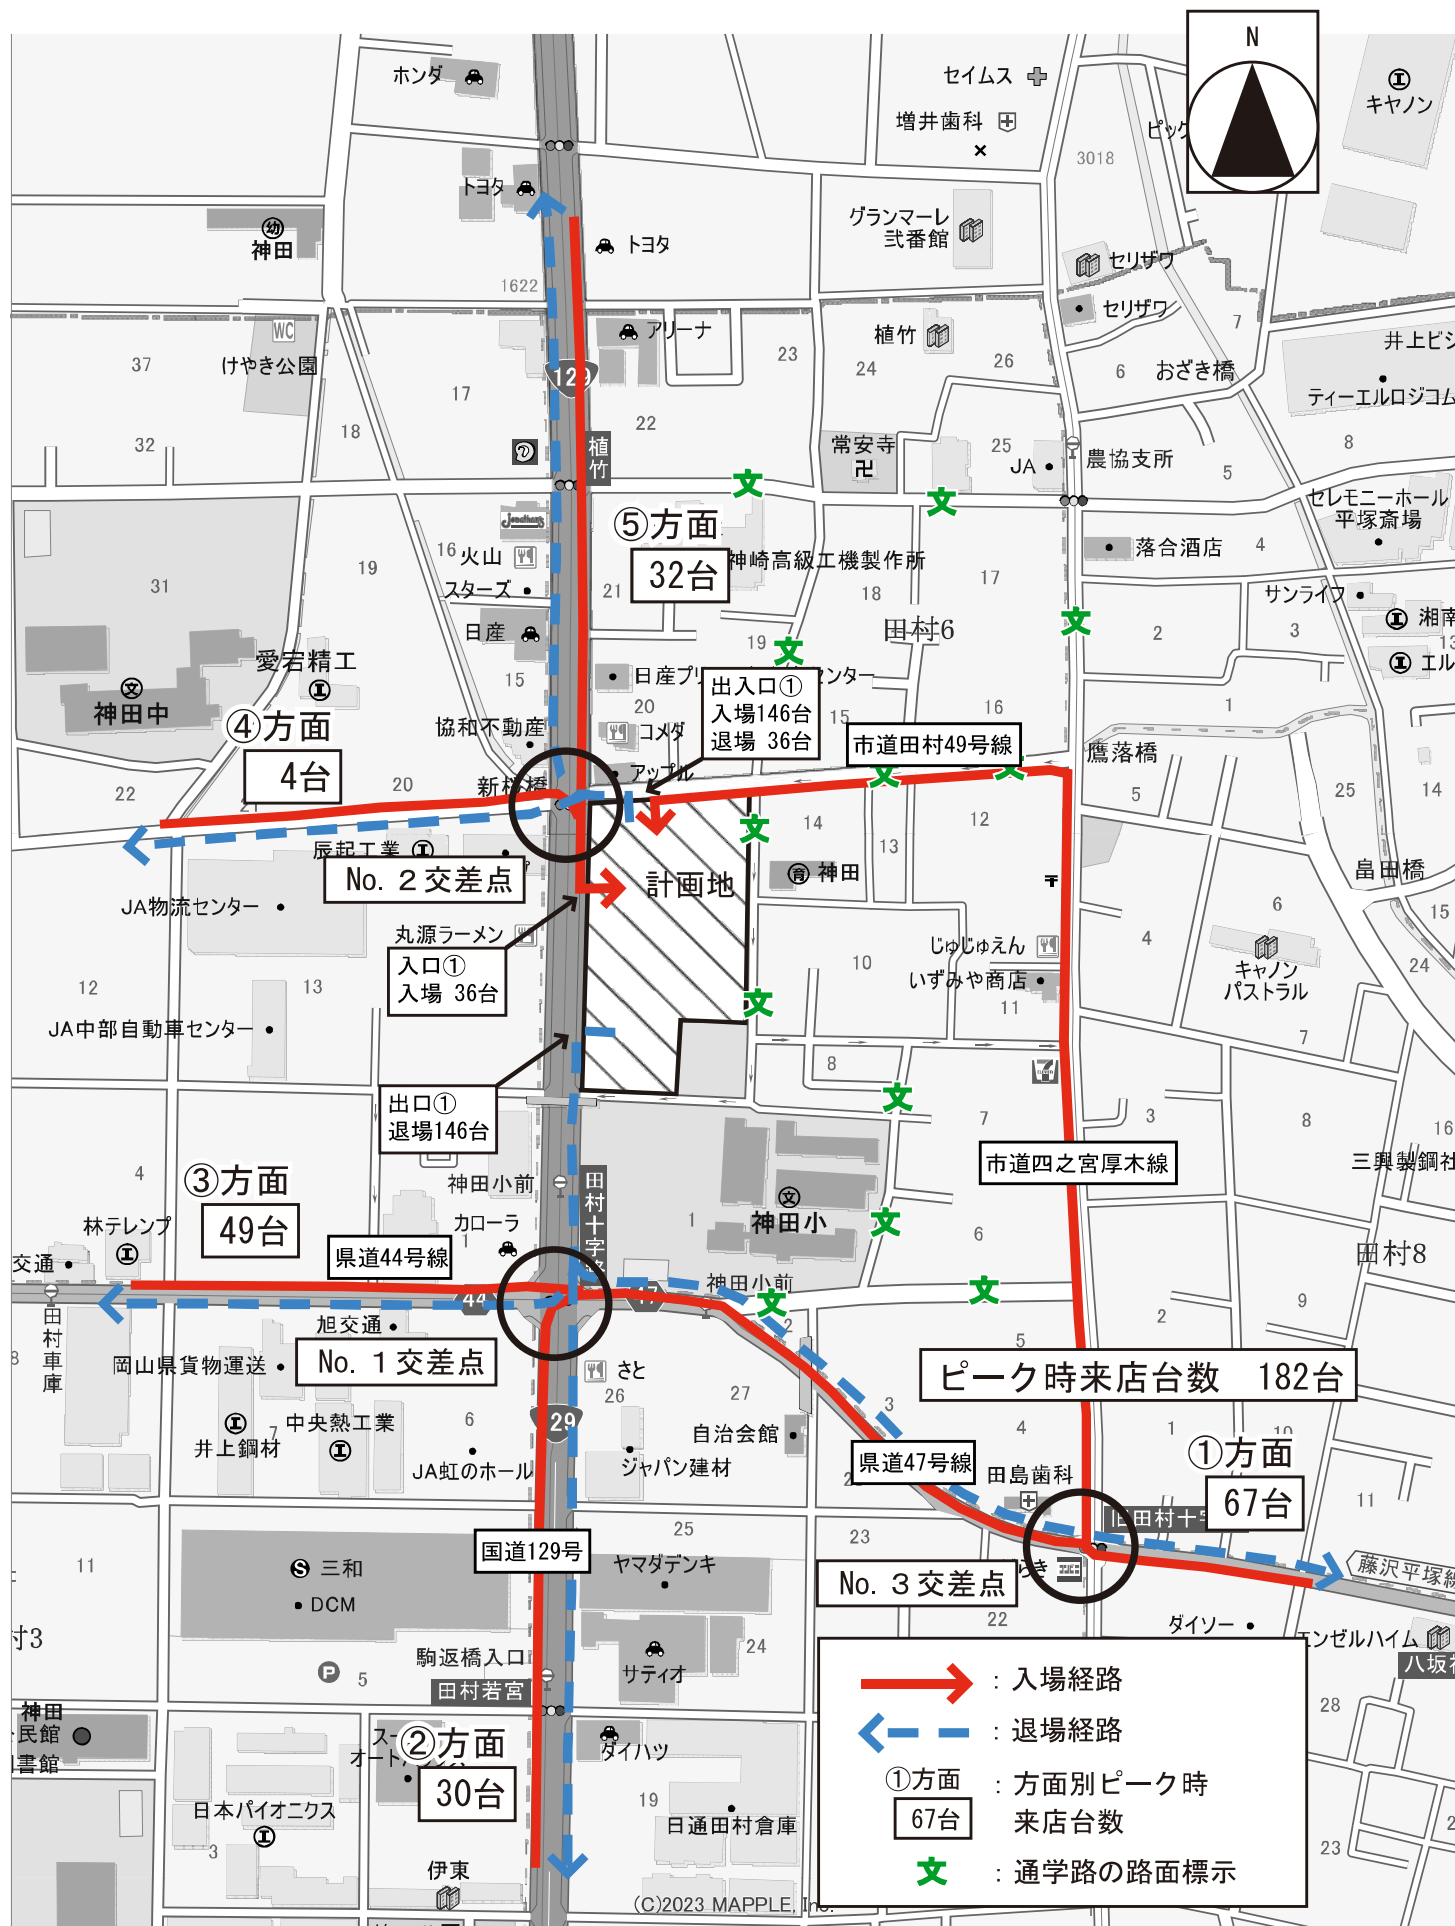 N
ホンダ
セイムス
増井歯科
キヤノン
3018
トヨタ
トヨタ
グランマーレ
弐番館
幼
神田
セリザワ
1622
セリザワ
7
WC
アリーナ
植竹
井上ビジ
37
けやき公園
23
24
26
6
おざき橋
129
17
ティーエルロジコム
32
18
22
植竹
常安寺
25
JA
農協支所
8
5
セレモニーホール
平塚斎場
Jonathan's
⑤方面
32台
16
火山
落合酒店
4
神崎高級工機製作所
31
19
スターズ
21
18
17
サンライフ
湘南
日産
田村6
2
3
13
19
愛宕精工
エル
文
神田中
15
出入口①
入場146台
退場 36台
センター
20
15
16
1
④方面
4台
協和不動産
コメダ
市道田村49号線
鷹落橋
14
22
20
新桜橋
アップル
5
25
14
14
12
辰起工業
13
畠田橋
No. 2交差点
計画地
育
神田
JA物流センター
6
15
丸源ラーメン
じゅじゅえん
4
入口①
入場 36台
10
キャノン
パストラル
24
12
13
いずみや商店
11
JA中部自動車センター
7
8
出口①
退場146台
7
3
8
16
市道四之宮厚木線
三興製鋼社
4
③方面
49台
神田小前
田村十字路
文
神田小
1
林テレンプ
カローラ
1
6
田村8
県道44号線
交通
44
47
神田小前
9
田村車庫
旭交通
2
2
5
8
岡山県貨物運送
No. 1交差点
さと
ピーク時来店台数 182台
27
26
3
4
1
10
中央熱工業
6
井上鋼材
7
自治会館
①方面
67台
JA虹のホール
ジャパン建材
県道47号線
田島歯科
11
25
23
国道129号
11
S
三和
ヤマダデンキ
No. 3交差点
藤沢平塚線
DCM
22
ダイソー
村3
駒返橋入口
24
エンゼルハイム
サティオ
P
5
田村若宮
: 入場経路
28
神田
②方面
30台
ダイハツ
: 退場経路
①方面
67台
: 方面別ピーク時
来店台数
日本パイオニクス
19
日通田村倉庫
3
23
伊東
: 通学路の路面標示
(C)2023 MAPPLE, Inc.